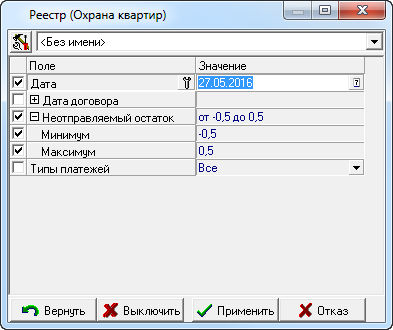 Реестр (Охрана квартир)
<Без имени>
Поле Значение
Дата 27.05.2016
Дата договора
Неотправляемый остаток от -0,5 до 0,5
Минимум -0,5
Максимум 0,5
Типы платежей Все
Вернуть Выключить Применить Отказ